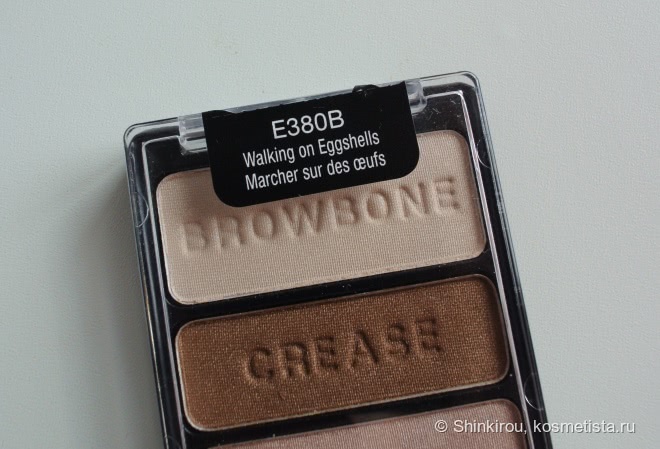 E380B
Walking on Eggshells
Marcher sur des œufs
BROWBONE
CREASE
© Shinkirou, kosmetista.ru